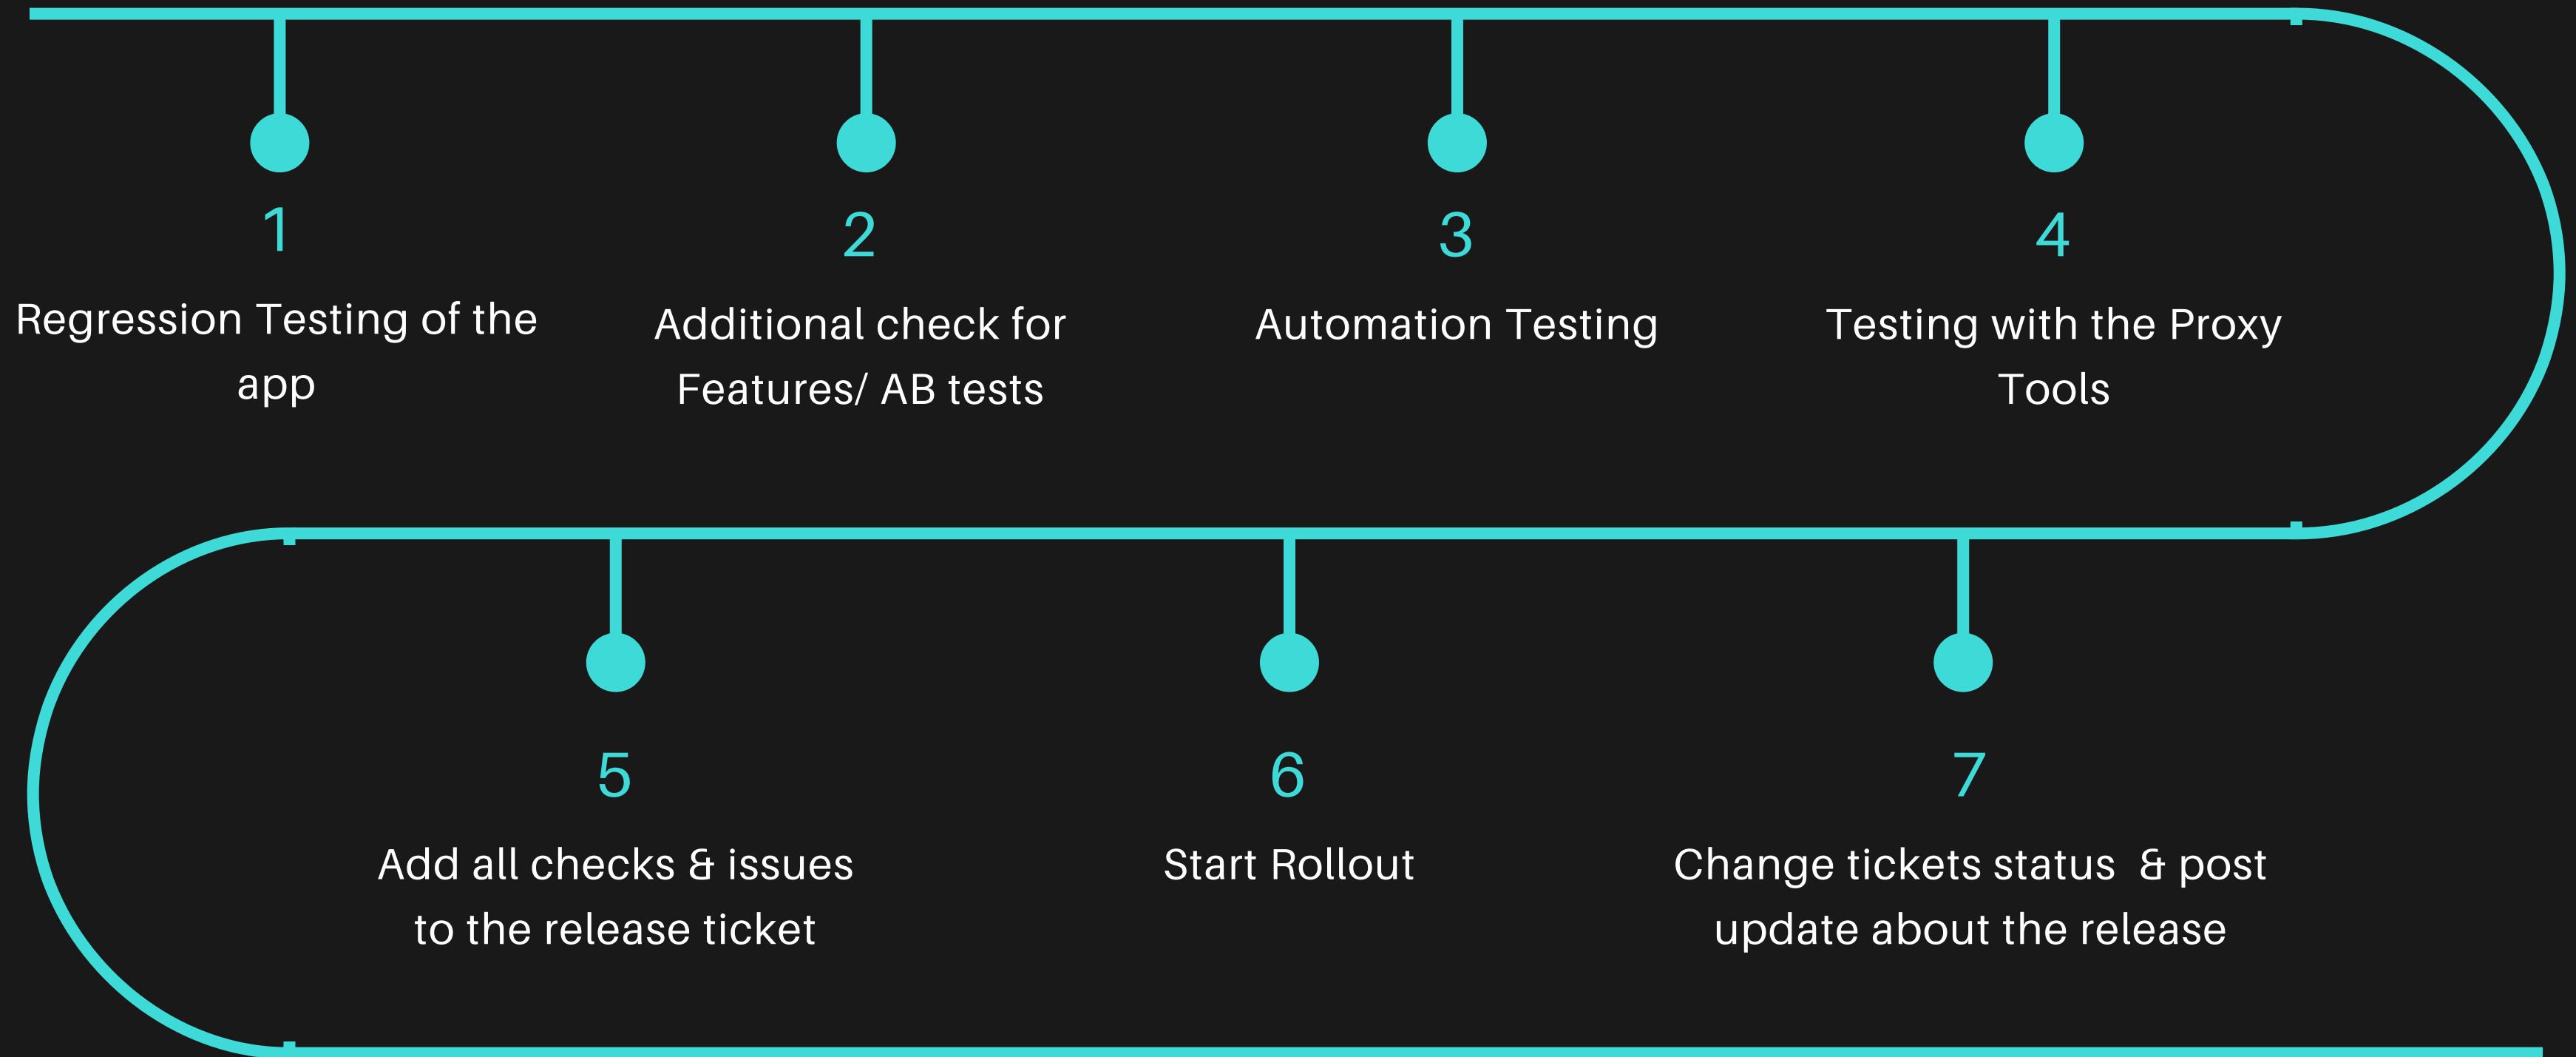 1
Regression Testing of the
app
2
Additional check for
Features/ AB tests
3
Automation Testing
4
Testing with the Proxy
Tools
5
Add all checks & issues
to the release ticket
6
Start Rollout
7
Change tickets status  & post
update about the release